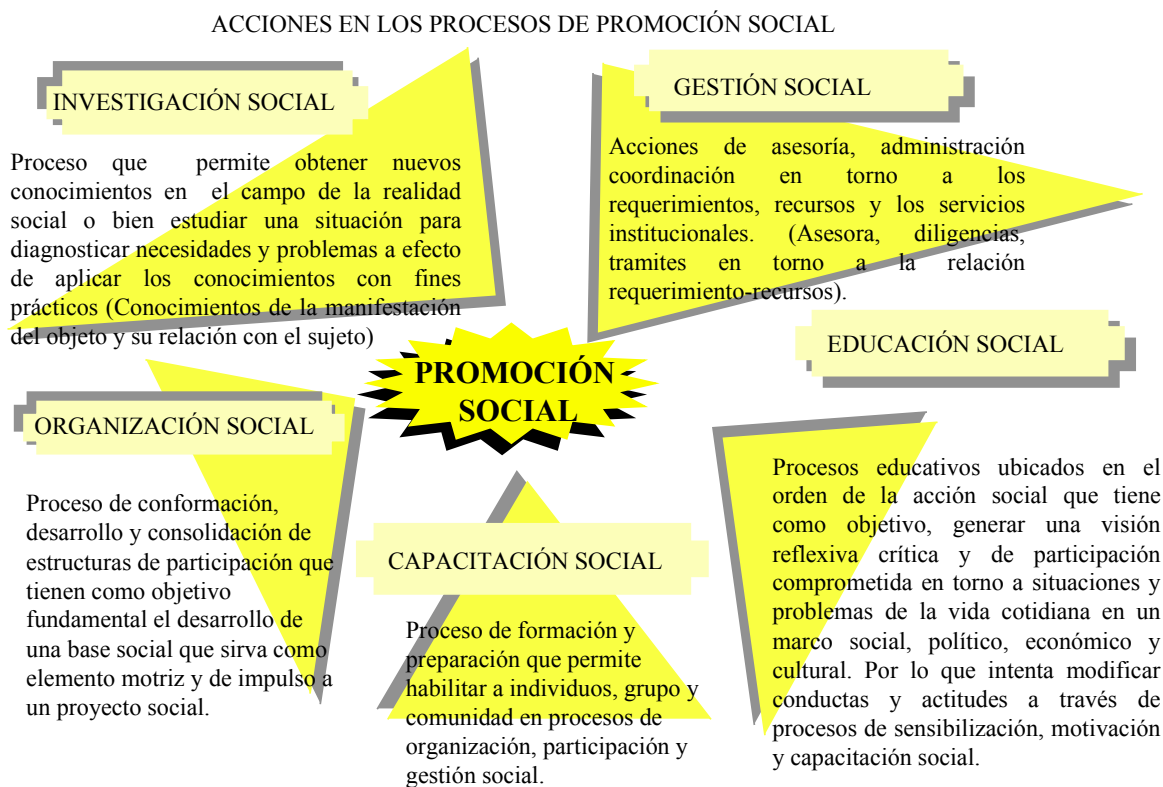 ACCIONES EN LOS PROCESOS DE PROMOCIÓN SOCIAL
INVESTIGACIÓN SOCIAL
Proceso que permite obtener nuevos
conocimientos en el campo de la realidad
social o bien estudiar una situación para
diagnosticar necesidades y problemas a efecto
de aplicar los conocimientos con fines
prácticos (Conocimientos de la manifestación
del objeto y su relación con el sujeto)
GESTIÓN SOCIAL
Acciones de asesoría, administración
coordinación en torno a los
requerimientos, recursos y los servicios
institucionales. (Asesora, diligencias,
tramites en torno a la relación
requerimiento-recursos).
PROMOCIÓN
SOCIAL
ORGANIZACIÓN SOCIAL
Proceso de conformación,
desarrollo y consolidación de
estructuras de participación que
tienen como objetivo
fundamental el desarrollo de
una base social que sirva como
elemento motriz y de impulso a
un proyecto social.
CAPACITACIÓN SOCIAL
Proceso de formación y
preparación que permite
habilitar a individuos, grupo y
comunidad en procesos de
organización, participación y
gestión social.
EDUCACIÓN SOCIAL
Procesos educativos ubicados en el
orden de la acción social que tiene
como objetivo, generar una visión
reflexiva crítica y de participación
comprometida en torno a situaciones y
problemas de la vida cotidiana en un
marco social, político, económico y
cultural. Por lo que intenta modificar
conductas y actitudes a través de
procesos de sensibilización, motivación
y capacitación social.